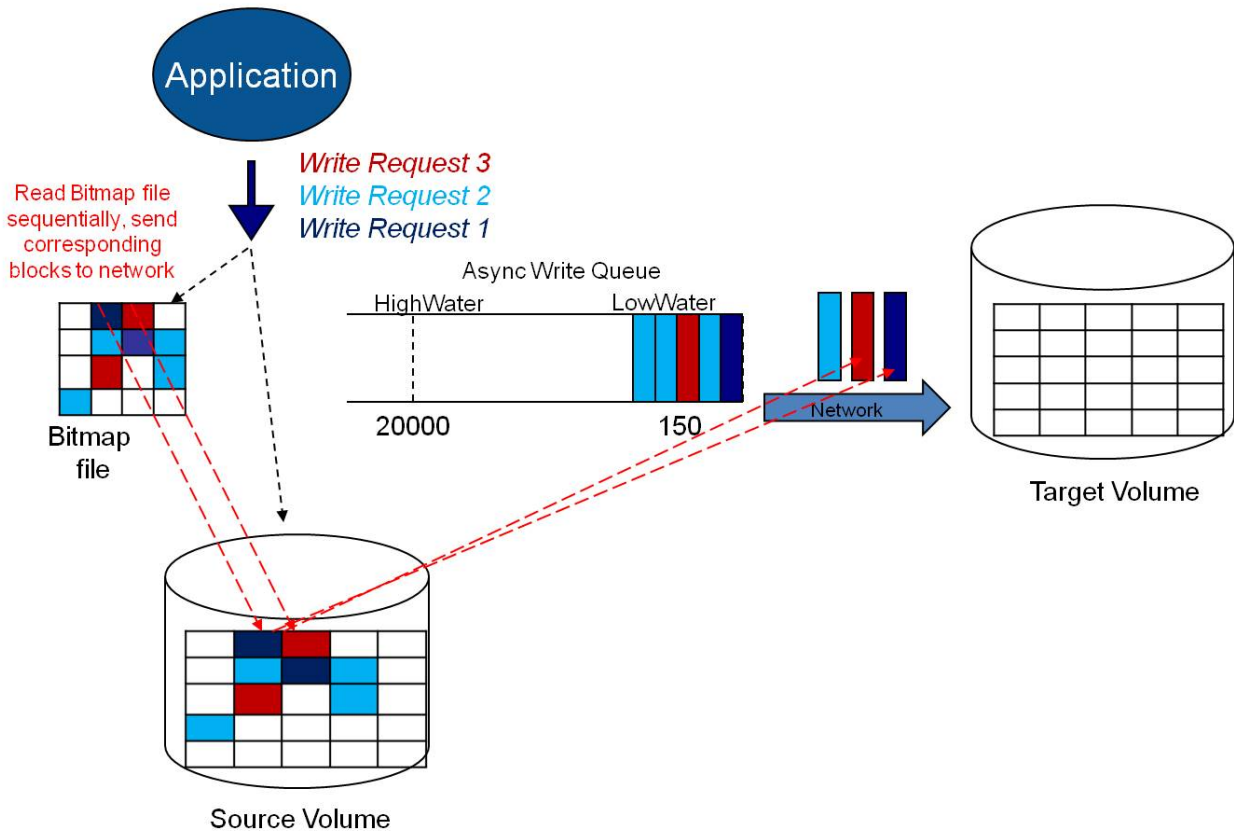 Application
Write Request 3
Write Request 2
Write Request 1
Read Bitmap file
sequentially, send
corresponding
blocks to network
Async Write Queue
HighWater
LowWater
20000
150
Network
Bitmap
file
Target Volume
Source Volume